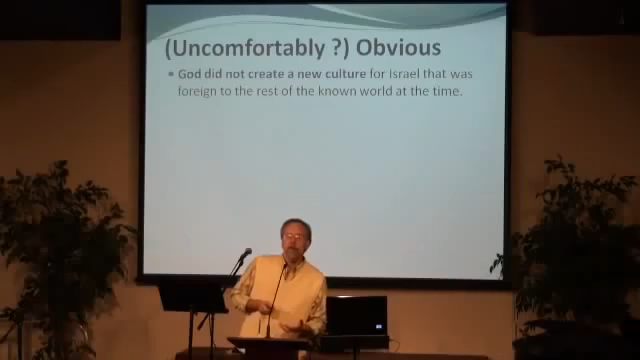 (Uncomfortably ?) Obvious
▪ God did not create a new culture for Israel that was
foreign to the rest of the known world at the time.